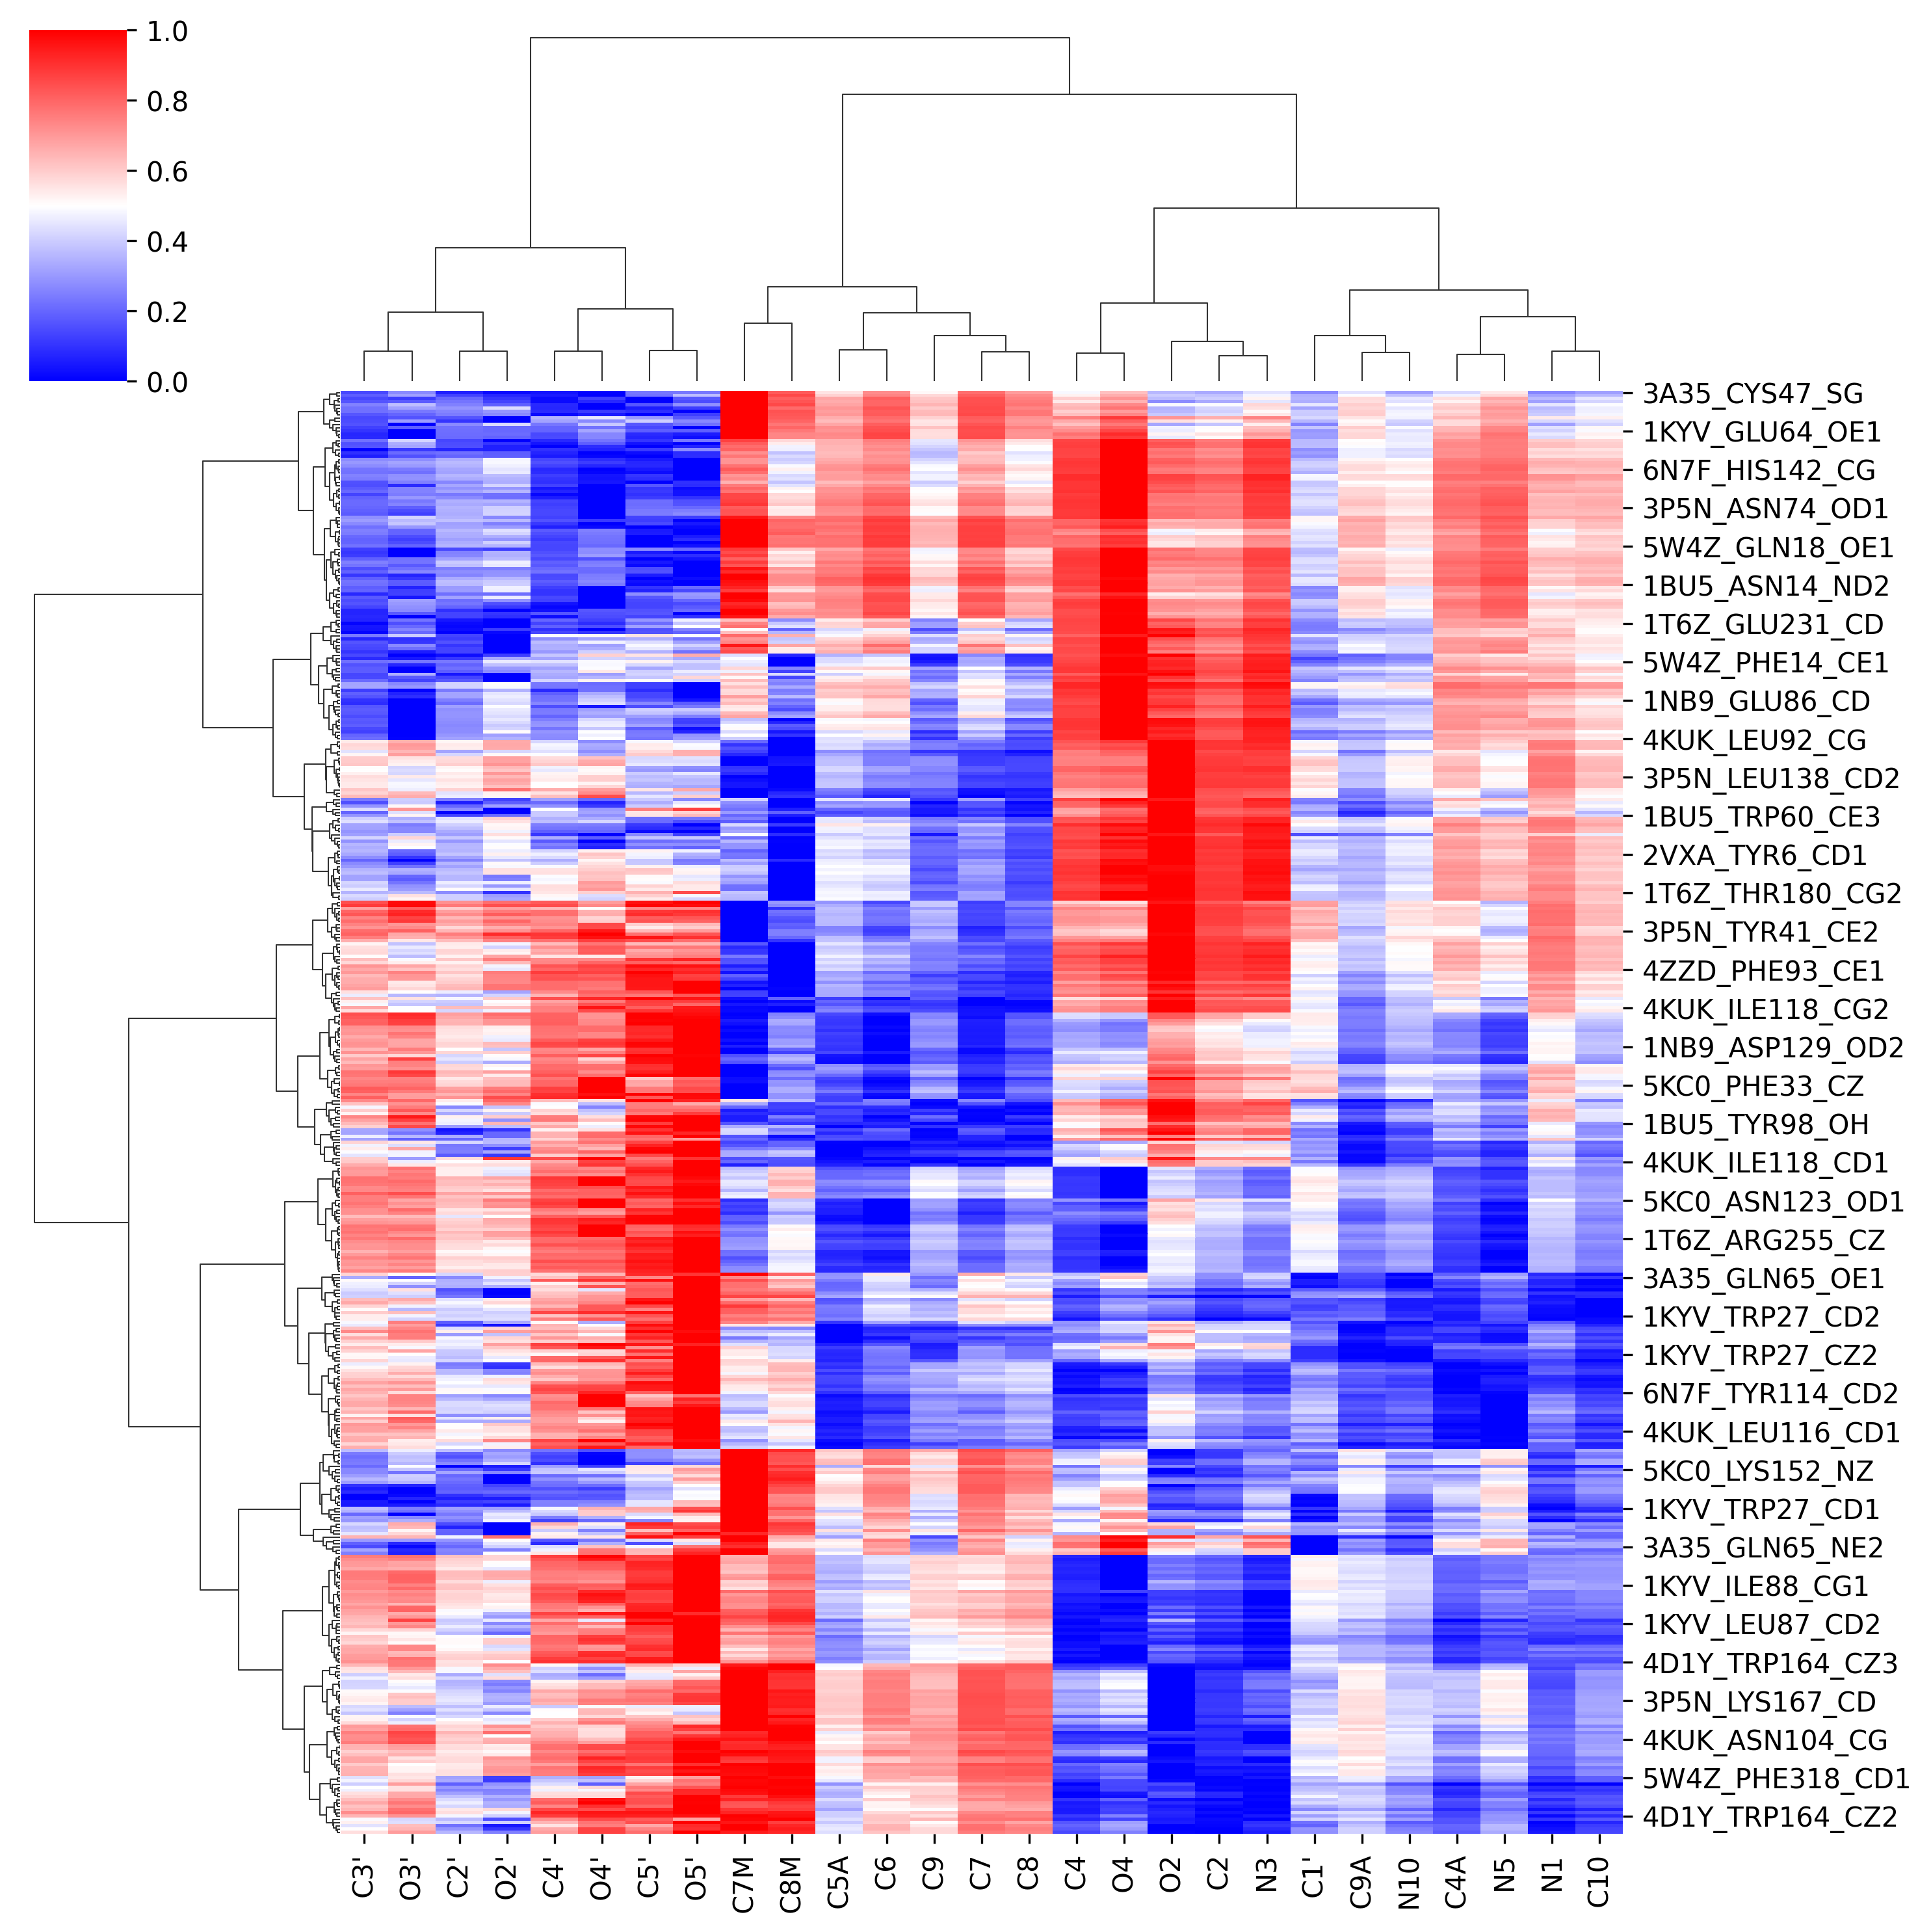 1.0
0.8
0.6
0.4
0.2
0.0
3A35_CYS47_SG
1KYV_GLU64_OE1
6N7F_HIS142_CG
3P5N_ASN74_OD1
5W4Z_GLN18_OE1
1BU5_ASN14_ND2
1T6Z_GLU231_CD
5W4Z_PHE14_CE1
1NB9_GLU86_CD
4KUK_LEU92_CG
3P5N_LEU138_CD2
1BU5_TRP60_CE3
2VXA_TYR6_CD1
1T6Z_THR180_CG2
3P5N_TYR41_CE2
4ZZD_PHE93_CE1
4KUK_ILE118_CG2
1NB9_ASP129_OD2
5KC0_PHE33_CZ
1BU5_TYR98_OH
4KUK_ILE118_CD1
5KC0_ASN123_OD1
1T6Z_ARG255_CZ
3A35_GLN65_OE1
1KYV_TRP27_CD2
1KYV_TRP27_CZ2
6N7F_TYR114_CD2
4KUK_LEU116_CD1
5KC0_LYS152_NZ
1KYV_TRP27_CD1
3A35_GLN65_NE2
1KYV_ILE88_CG1
1KYV_LEU87_CD2
4D1Y_TRP164_CZ3
3P5N_LYS167_CD
4KUK_ASN104_CG
5W4Z_PHE318_CD1
4D1Y_TRP164_CZ2
C3'
O3'
C2'
O2'
C4'
O4'
C5'
O5'
C7M
C8M
C5A
C6
C9
C7
C8
C4
O4
O2
C2
N3
C1'
C9A
N10
C4A
N5
N1
C10